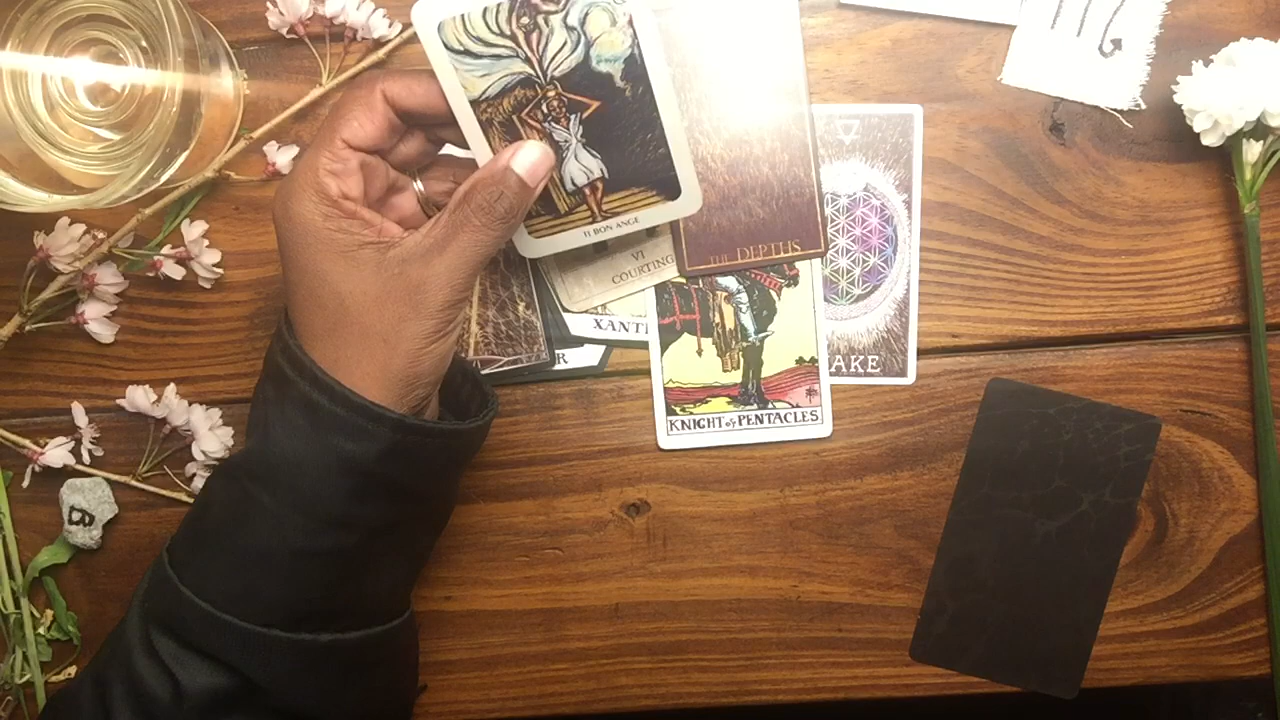 II BON ANGE
THE DEPTHS
VI
COURTING
XANT
R
AKE
KNIGHT of PENTACLES
B